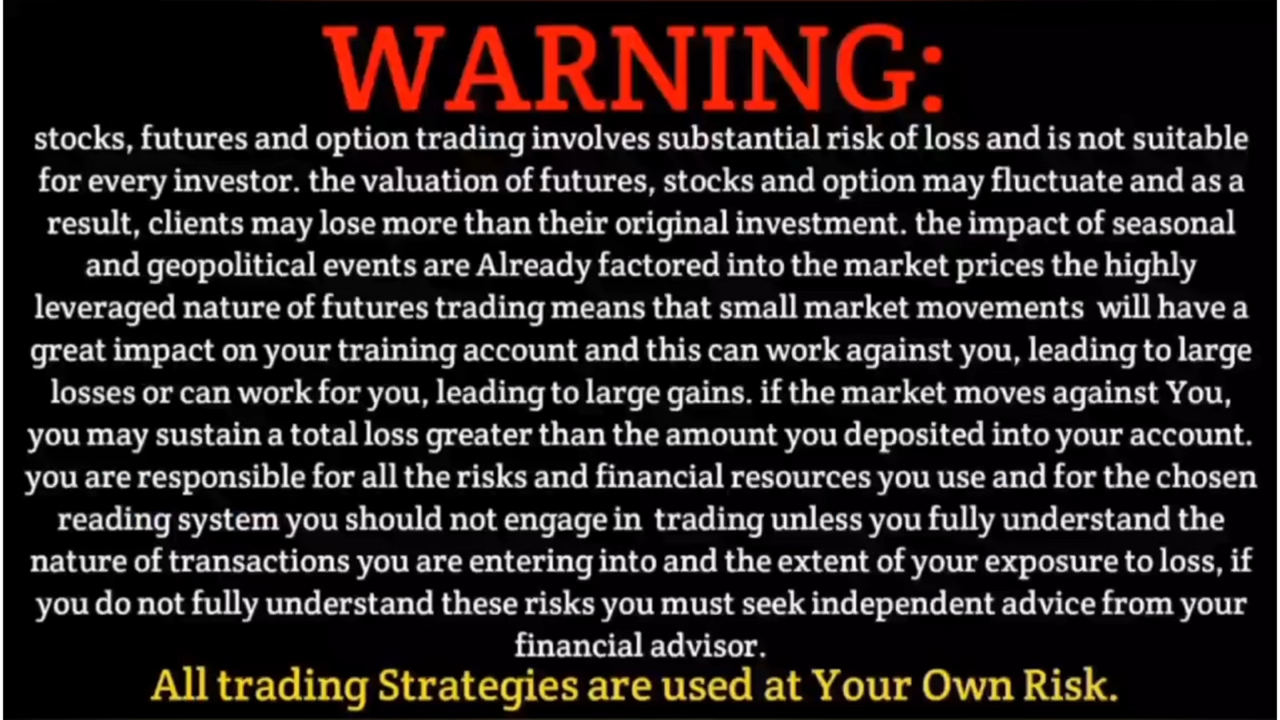 WARNING:
stocks, futures and option trading involves substantial risk of loss and is not suitable
for every investor. the valuation of futures, stocks and option may fluctuate and as a
result, clients may lose more than their original investment. the impact of seasonal
and geopolitical events are Already factored into the market prices the highly
leveraged nature of futures trading means that small market movements will have a
great impact on your training account and this can work against you, leading to large
losses or can work for you, leading to large gains. if the market moves against You,
you may sustain a total loss greater than the amount you deposited into your account.
you are responsible for all the risks and financial resources you use and for the chosen
reading system you should not engage in trading unless you fully understand the
nature of transactions you are entering into and the extent of your exposure to loss, if
you do not fully understand these risks you must seek independent advice from your
financial advisor.
All trading Strategies are used at Your Own Risk.